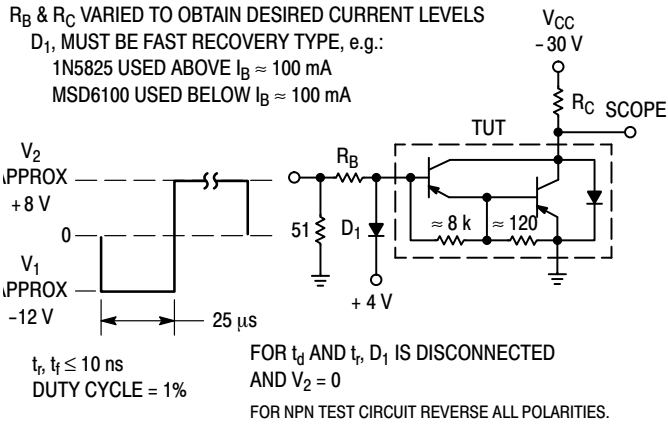 R_B & R_C VARIED TO OBTAIN DESIRED CURRENT LEVELS
D_1, MUST BE FAST RECOVERY TYPE, e.g.:
1N5825 USED ABOVE I_B ≈ 100 mA
MSD6100 USED BELOW I_B ≈ 100 mA
V_CC
-30 V
R_C SCOPE
TUT
V_2
APPROX
+8 V
0
V_1
APPROX
-12 V
25 µs
R_B
51
D_1
≈ 8 k
≈ 120
+ 4 V
t_r, t_f ≤ 10 ns
DUTY CYCLE = 1%
FOR t_d AND t_r, D_1 IS DISCONNECTED
AND V_2 = 0
FOR NPN TEST CIRCUIT REVERSE ALL POLARITIES.